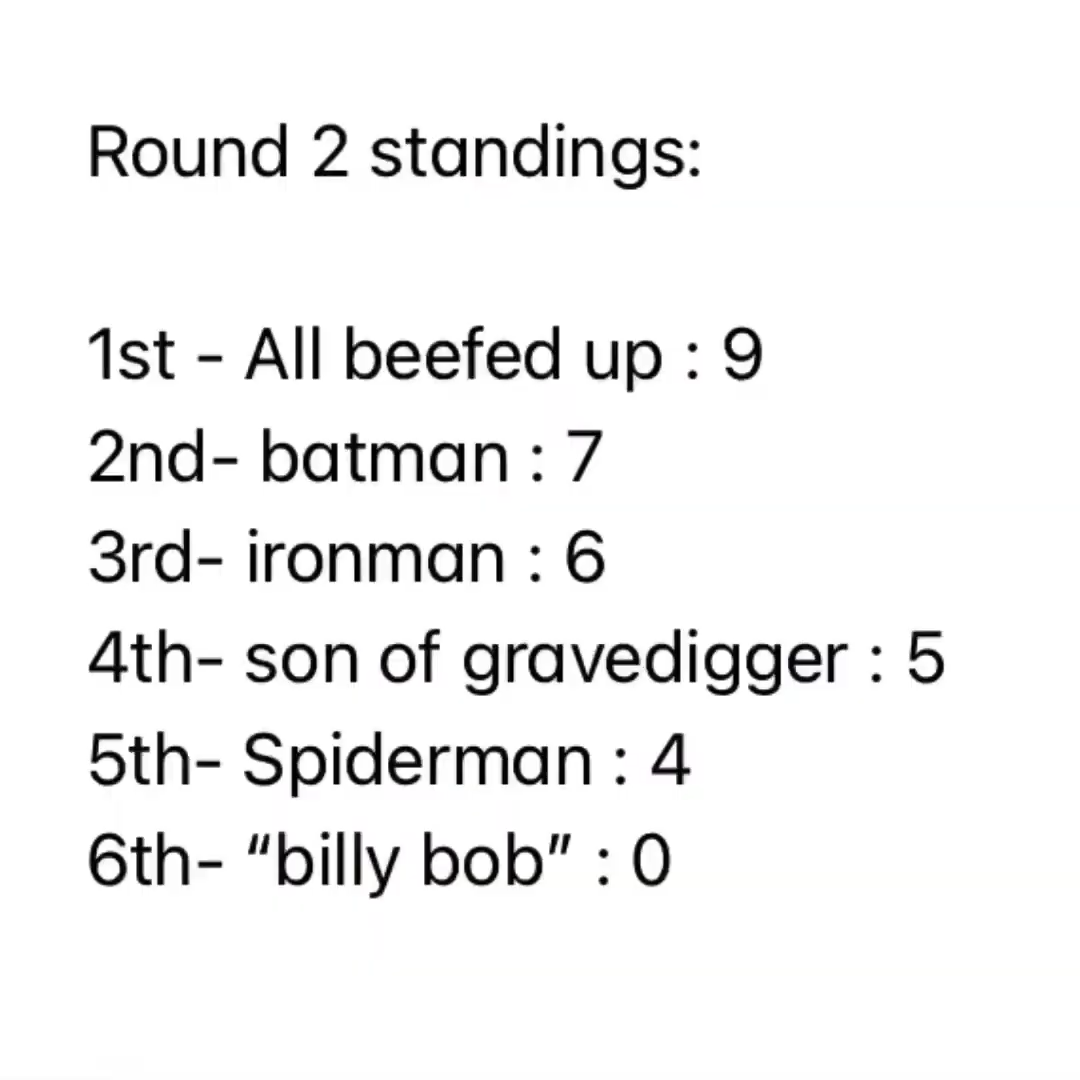 Round 2 standings:
1st - All beefed up : 9
2nd- batman : 7
3rd- ironman : 6
4th- son of gravedigger : 5
5th- Spiderman : 4
6th- “billy bob” : 0